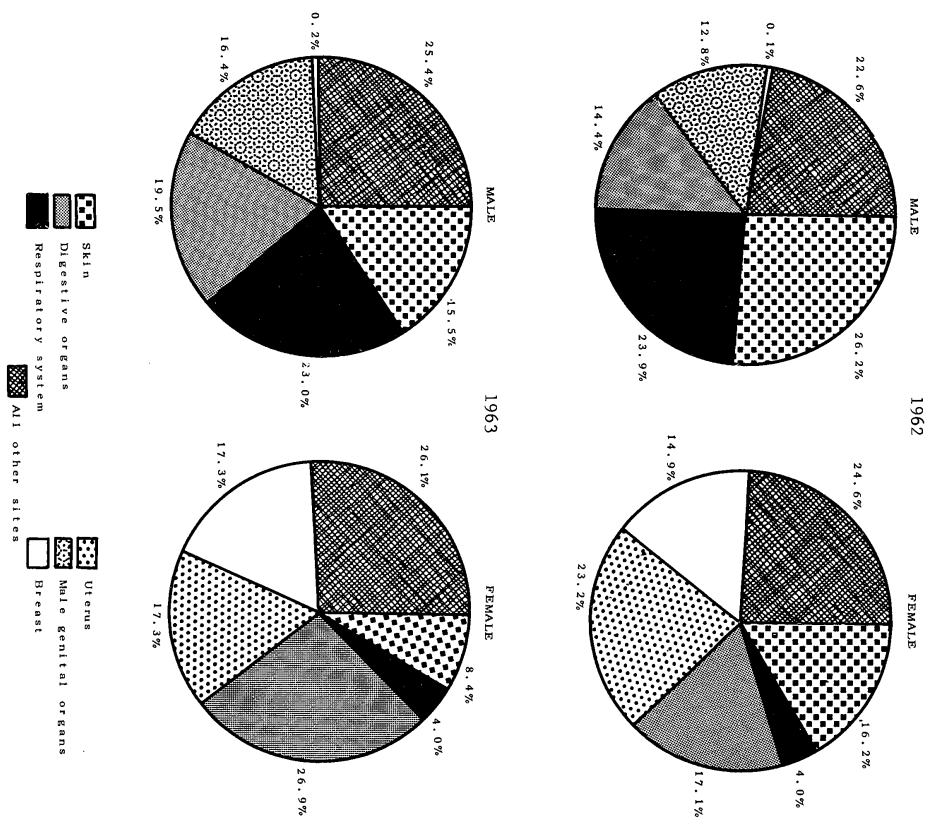 1962
MALE
22.6%
26.2%
0.1%
12.8%
23.9%
14.4%
FEMALE
24.6%
16.2%
4.0%
17.1%
14.9%
23.2%
1963
MALE
25.4%
15.5%
0.2%
23.0%
16.4%
19.5%
FEMALE
26.1%
8.4%
4.0%
26.9%
17.3%
17.3%
Skin
Digestive organs
Respiratory system
Uterus
Male genital organs
Breast
All other sites